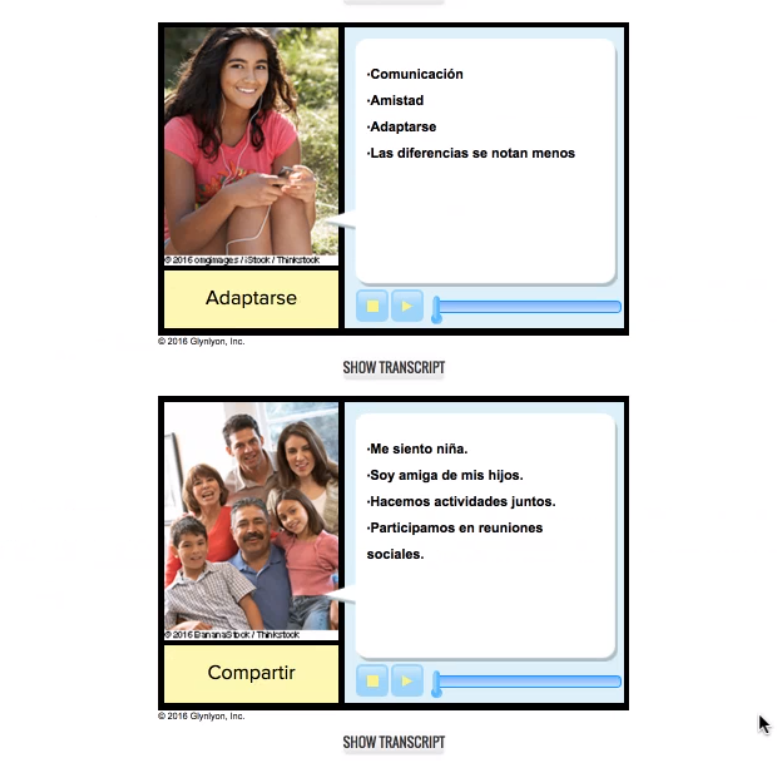 ·Comunicación
·Amistad
·Adaptarse
·Las diferencias se notan menos
© 2016 omgimages / iStock / Thinkstock
Adaptarse
© 2016 Glynlyon, Inc.
SHOW TRANSCRIPT
·Me siento niña.
·Soy amiga de mis hijos.
·Hacemos actividades juntos.
·Participamos en reuniones
sociales.
© 2016 BananaStock / Thinkstock
Compartir
© 2016 Glynlyon, Inc.
SHOW TRANSCRIPT